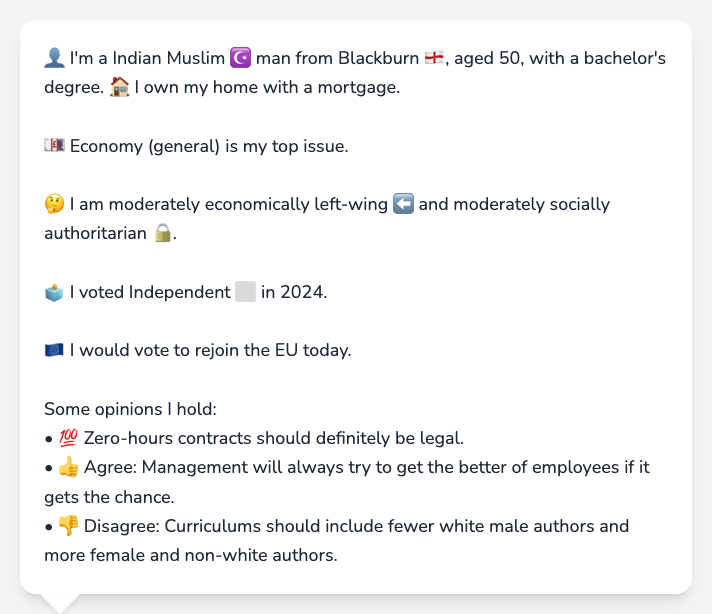 👤 I'm a Indian Muslim ☪️ man from Blackburn 🏴󠁧󠁢󠁥󠁮󠁧󠁿, aged 50, with a bachelor's
degree. 🏠 I own my home with a mortgage.
💷 Economy (general) is my top issue.
🤔 I am moderately economically left-wing ⬅️ and moderately socially
authoritarian 🔒.
🗳️ I voted Independent ⬜ in 2024.
🇪🇺 I would vote to rejoin the EU today.
Some opinions I hold:
• 💯 Zero-hours contracts should definitely be legal.
• 👍 Agree: Management will always try to get the better of employees if it
gets the chance.
• 👎 Disagree: Curriculums should include fewer white male authors and
more female and non-white authors.